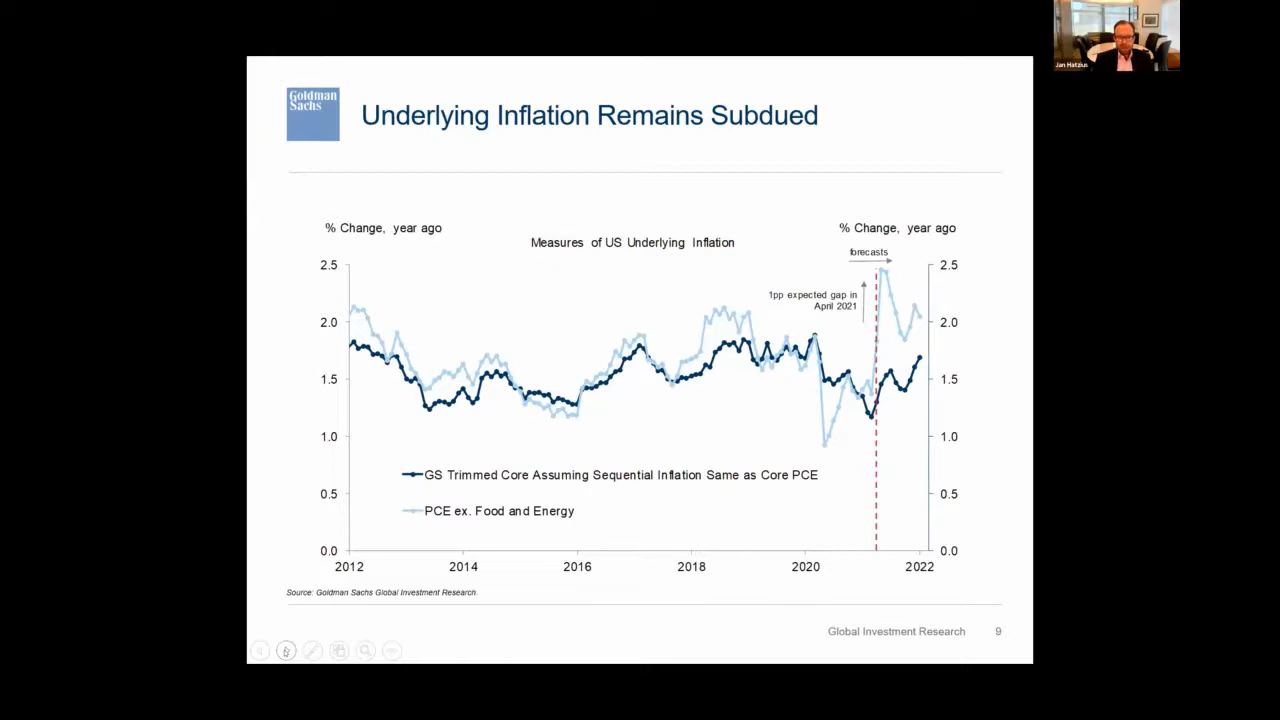 Jan Hatzius
Goldman
Sachs
Underlying Inflation Remains Subdued
% Change, year ago
% Change, year ago
Measures of US Underlying Inflation
forecasts
1pp expected gap in
April 2021
2.5
2.5
2.0
2.0
1.5
1.5
1.0
1.0
GS Trimmed Core Assuming Sequential Inflation Same as Core PCE
0.5
0.5
PCE ex. Food and Energy
0.0
0.0
2012
2014
2016
2018
2020
2022
Source: Goldman Sachs Global Investment Research.
Global Investment Research
9